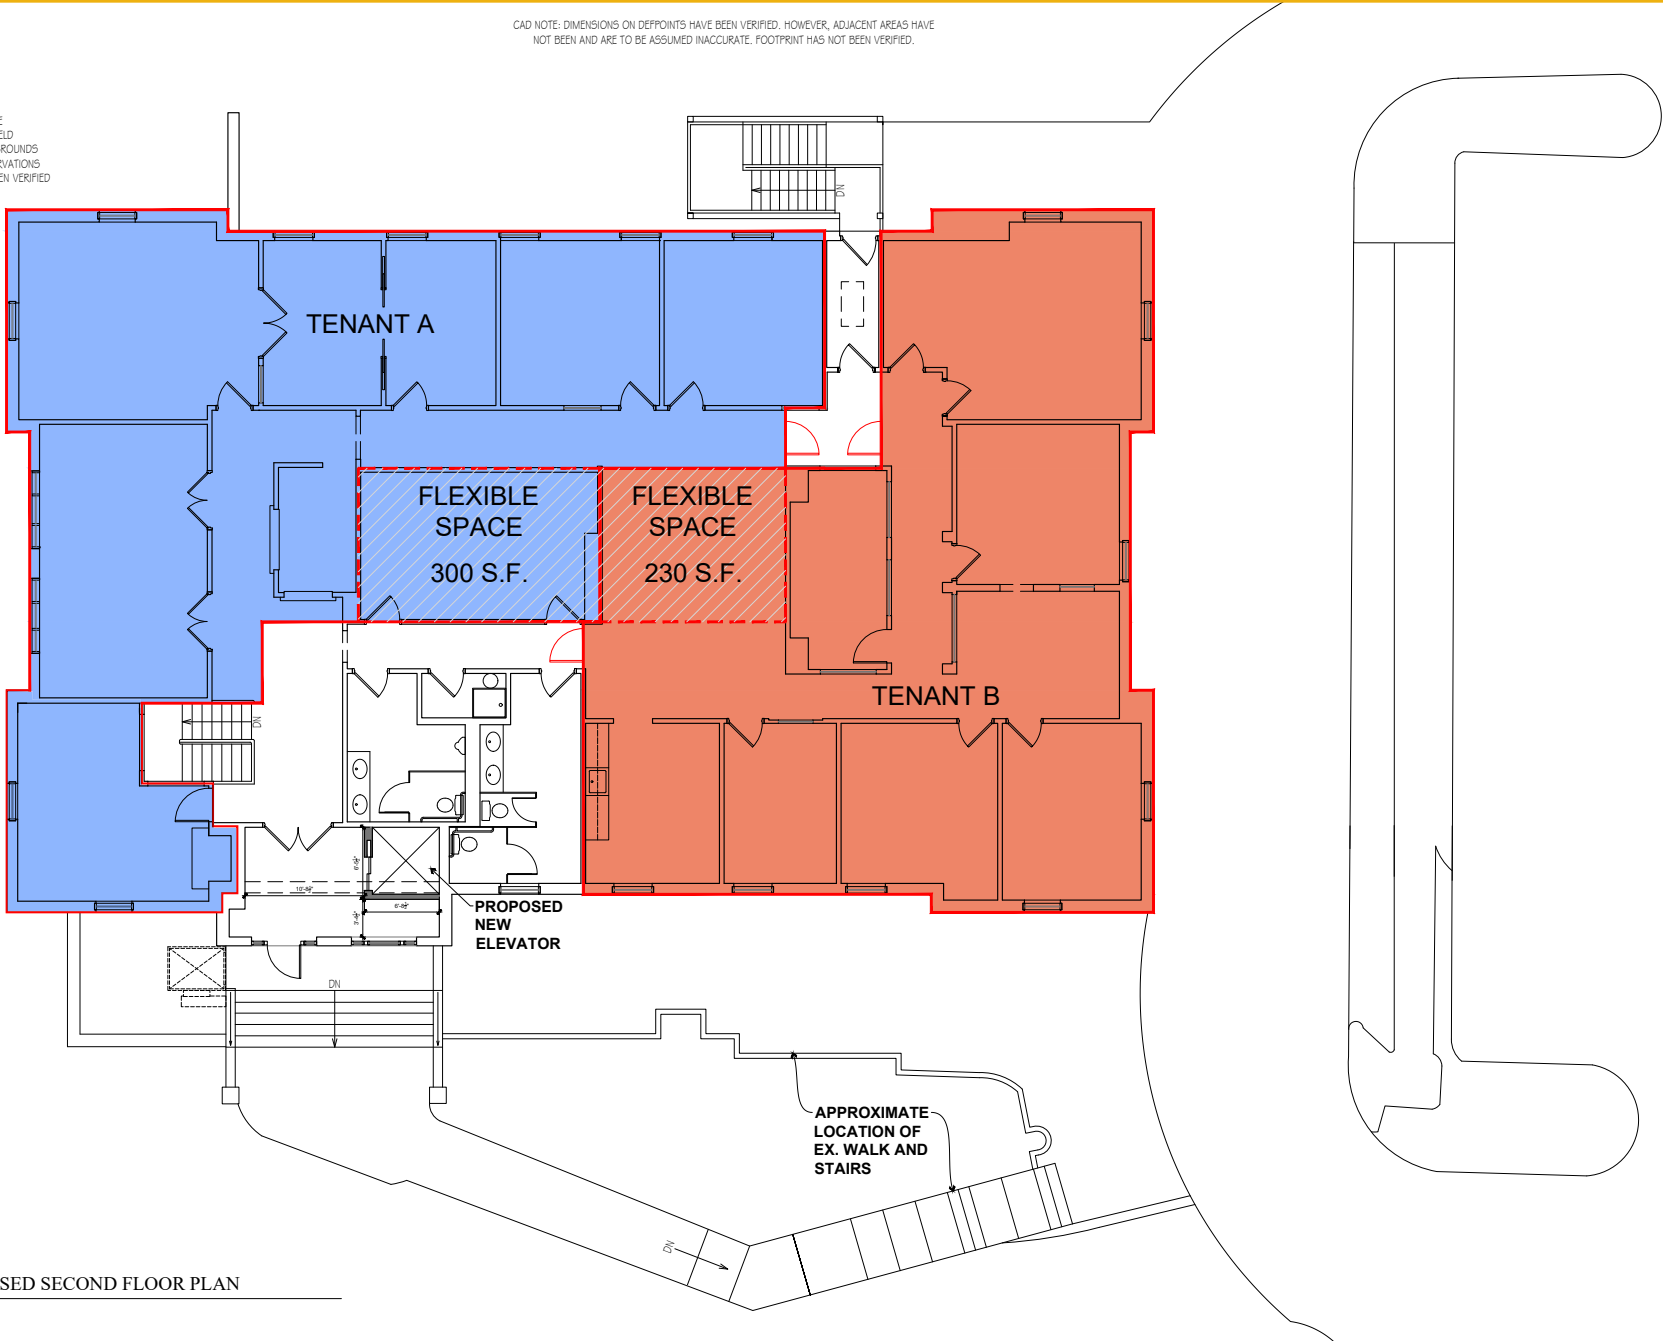 CAD NOTE: DIMENSIONS ON DEFPOINTS HAVE BEEN VERIFIED. HOWEVER, ADJACENT AREAS HAVE
NOT BEEN AND ARE TO BE ASSUMED INACCURATE. FOOTPRINT HAS NOT BEEN VERIFIED.
E
ELD
GROUNDS
RVATIONS
EN VERIFIED
DN
TENANT A
FLEXIBLE
SPACE
300 S.F.
FLEXIBLE
SPACE
230 S.F.
TENANT B
DN
PROPOSED
NEW
ELEVATOR
DN
APPROXIMATE
LOCATION OF
EX. WALK AND
STAIRS
DN
SED SECOND FLOOR PLAN